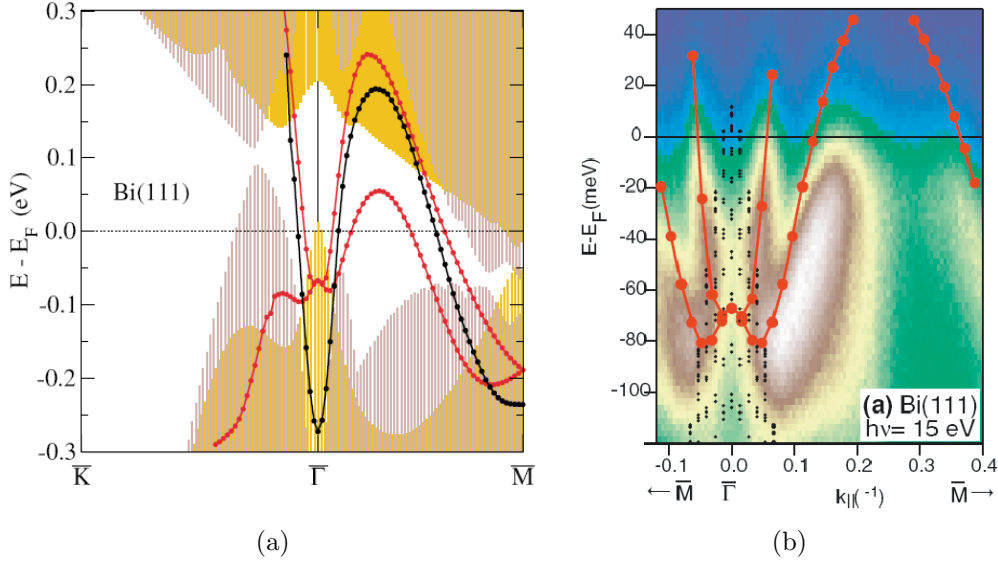 0.3
0.2
0.1
0.0
-0.1
-0.2
-0.3
E - E_F (eV)
Bi(111)
K̅
Γ̅
M̅
(a)
40
20
0
-20
-40
-60
-80
-100
E-E_F(meV)
(a) Bi(111)
hν= 15 eV
-0.1 0.0 0.1 0.2 0.3 0.4
← M̅ Γ̅ k||(⁻¹) M̅ →
(b)